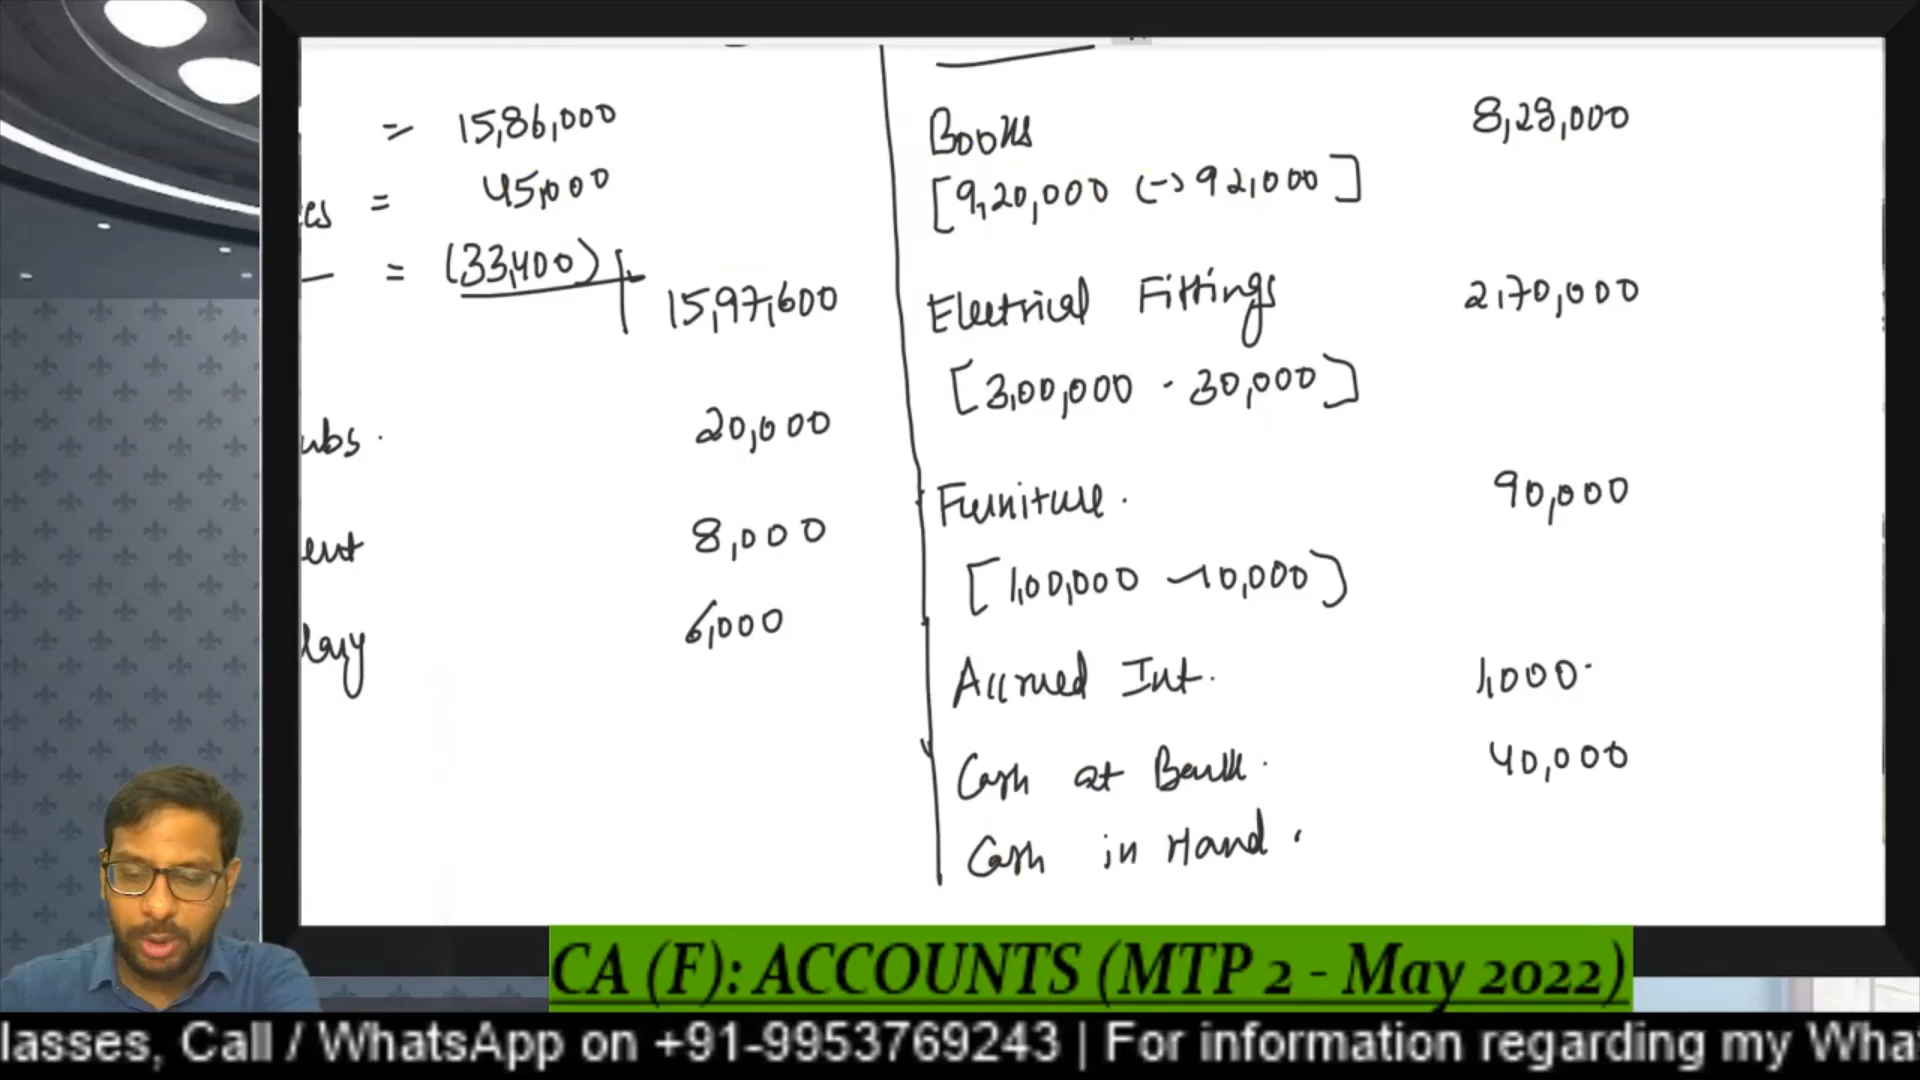 = 15,86,000
es = 45,000
= (33,400)
15,97,600
ubs. 20,000
ent 8,000
lary 6,000
Books 8,28,000
[9,20,000 (-) 92,000]
Electrical Fittings 2,70,000
[3,00,000 - 30,000]
Furniture. 90,000
[1,00,000 - 10,000]
Accrued Int. 1,000
Cash at Bank. 40,000
Cash in Hand.
CA (F): ACCOUNTS (MTP 2 - May 2022)
lasses, Call / WhatsApp on +91-9953769243 | For information regarding my Wha